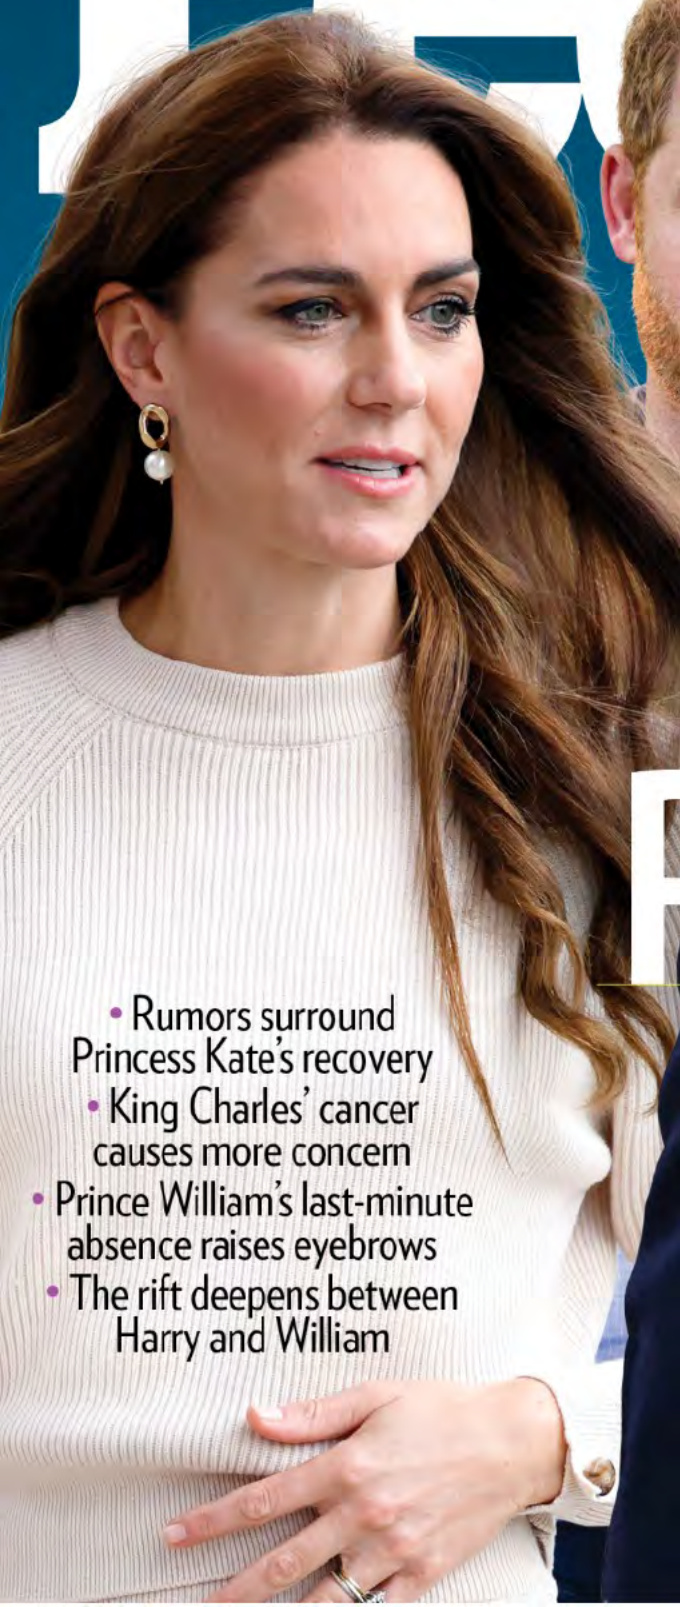 • Rumors surround
Princess Kate's recovery
• King Charles' cancer
causes more concern
• Prince William's last-minute
absence raises eyebrows
• The rift deepens between
Harry and William